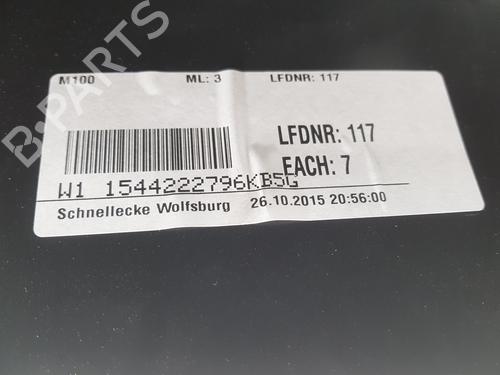 M100 ML: 3 LFDNR: 117
LFDNR: 117
FACH: 7
W1 1544222796KB5G
Schnellecke Wolfsburg 26.10.2015 20:56:00
B-PARTS